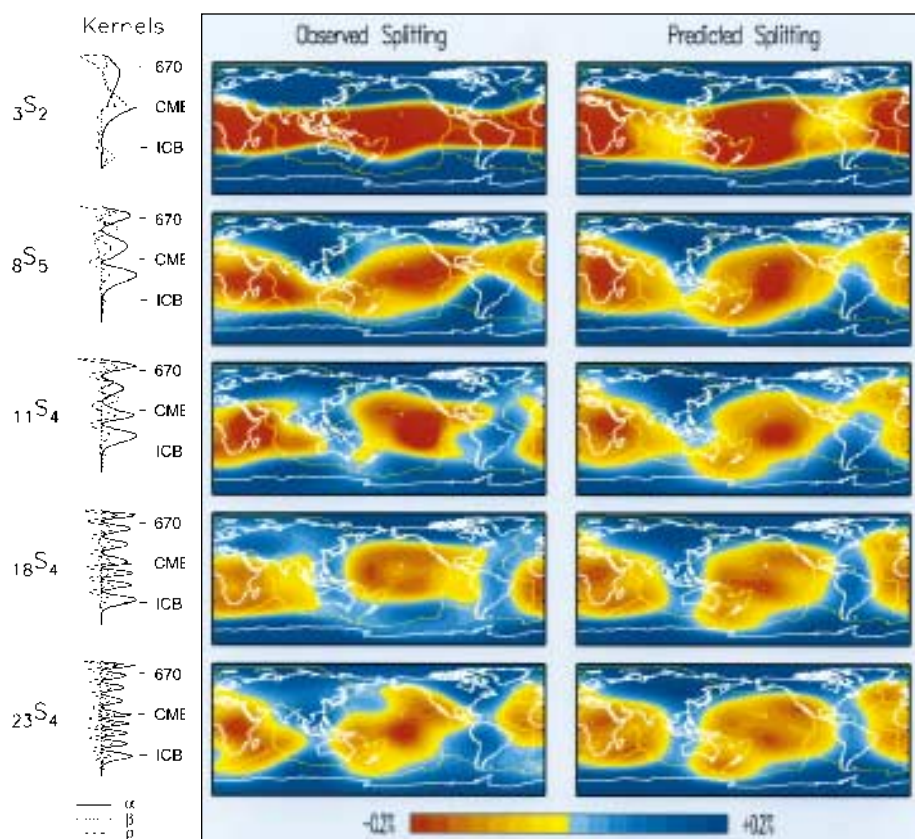 Kernels
Observed Splitting
Predicted Splitting
3S2
670
CMB
ICB
8S5
670
CMB
ICB
11S4
670
CMB
ICB
18S4
670
CMB
ICB
23S4
670
CMB
ICB
α
β
ρ
-0.2%
+0.2%